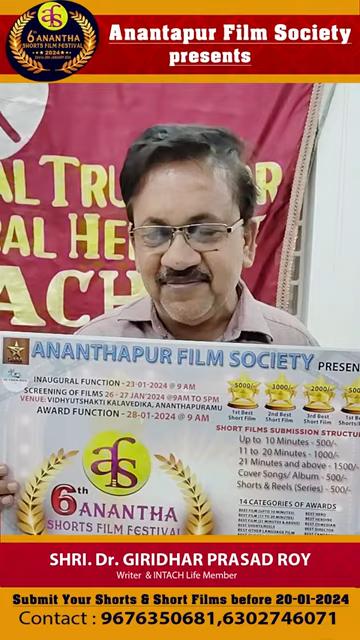 6th ANANTHA
SHORTS FILM FESTIVAL
2024
Anantapur Film Society
presents
AL TRU
R
RAL HE
ACH
ANANTHAPUR FILM SOCIETY PRESEN
INAUGURAL FUNCTION - 23-01-2024 @ 9 AM
SCREENING OF FILMS 26 - 27 JAN'2024 @9AM TO 5PM
VENUE: VIDHYUTSHAKTI KALAVEDIKA, ANANTHAPURAMU
AWARD FUNCTION - 28-01-2024 @ 9 AM
5000/- 3000/- 2000/- 500/-
1st Best Short Film
2nd Best Short Film
3rd Best Short Film
1st Best
SHORT FILMS SUBMISSION STRUCTU
Up to 10 Minutes - 500/-
11 to 20 Minutes - 1000/-
21 Minutes and above - 1500/-
Cover Songs/ Album - 500/-
Shorts & Reels (Series) - 500/-
14 CATEGORIES OF AWARDS
afs
6th ANANTHA
SHORTS FILM FESTIVAL
SHRI. Dr. GIRIDHAR PRASAD ROY
Writer & INTACH Life Member
Submit Your Shorts & Short Films before 20-01-2024
Contact : 9676350681,6302746071